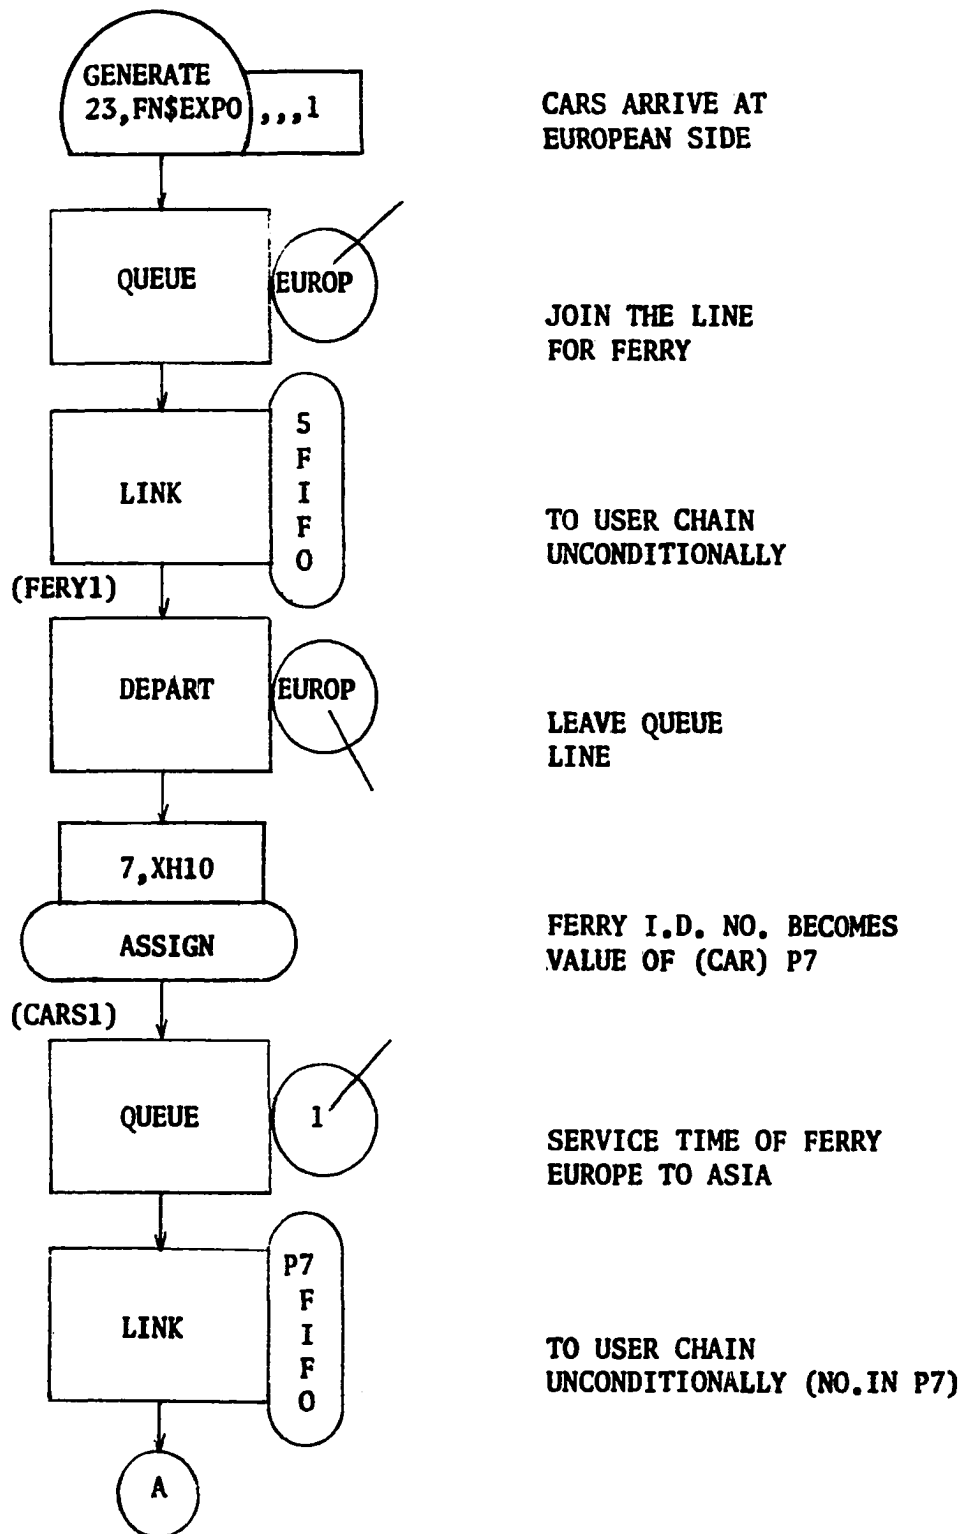 GENERATE
23,FN$EXPO ,,,1
CARS ARRIVE AT
EUROPEAN SIDE
QUEUE
EUROP
JOIN THE LINE
FOR FERRY
LINK
5
F
I
F
O
TO USER CHAIN
UNCONDITIONALLY
(FERY1)
DEPART
EUROP
LEAVE QUEUE
LINE
7,XH10
ASSIGN
FERRY I.D. NO. BECOMES
VALUE OF (CAR) P7
(CARS1)
QUEUE
1
SERVICE TIME OF FERRY
EUROPE TO ASIA
LINK
P7
F
I
F
O
TO USER CHAIN
UNCONDITIONALLY (NO.IN P7)
A